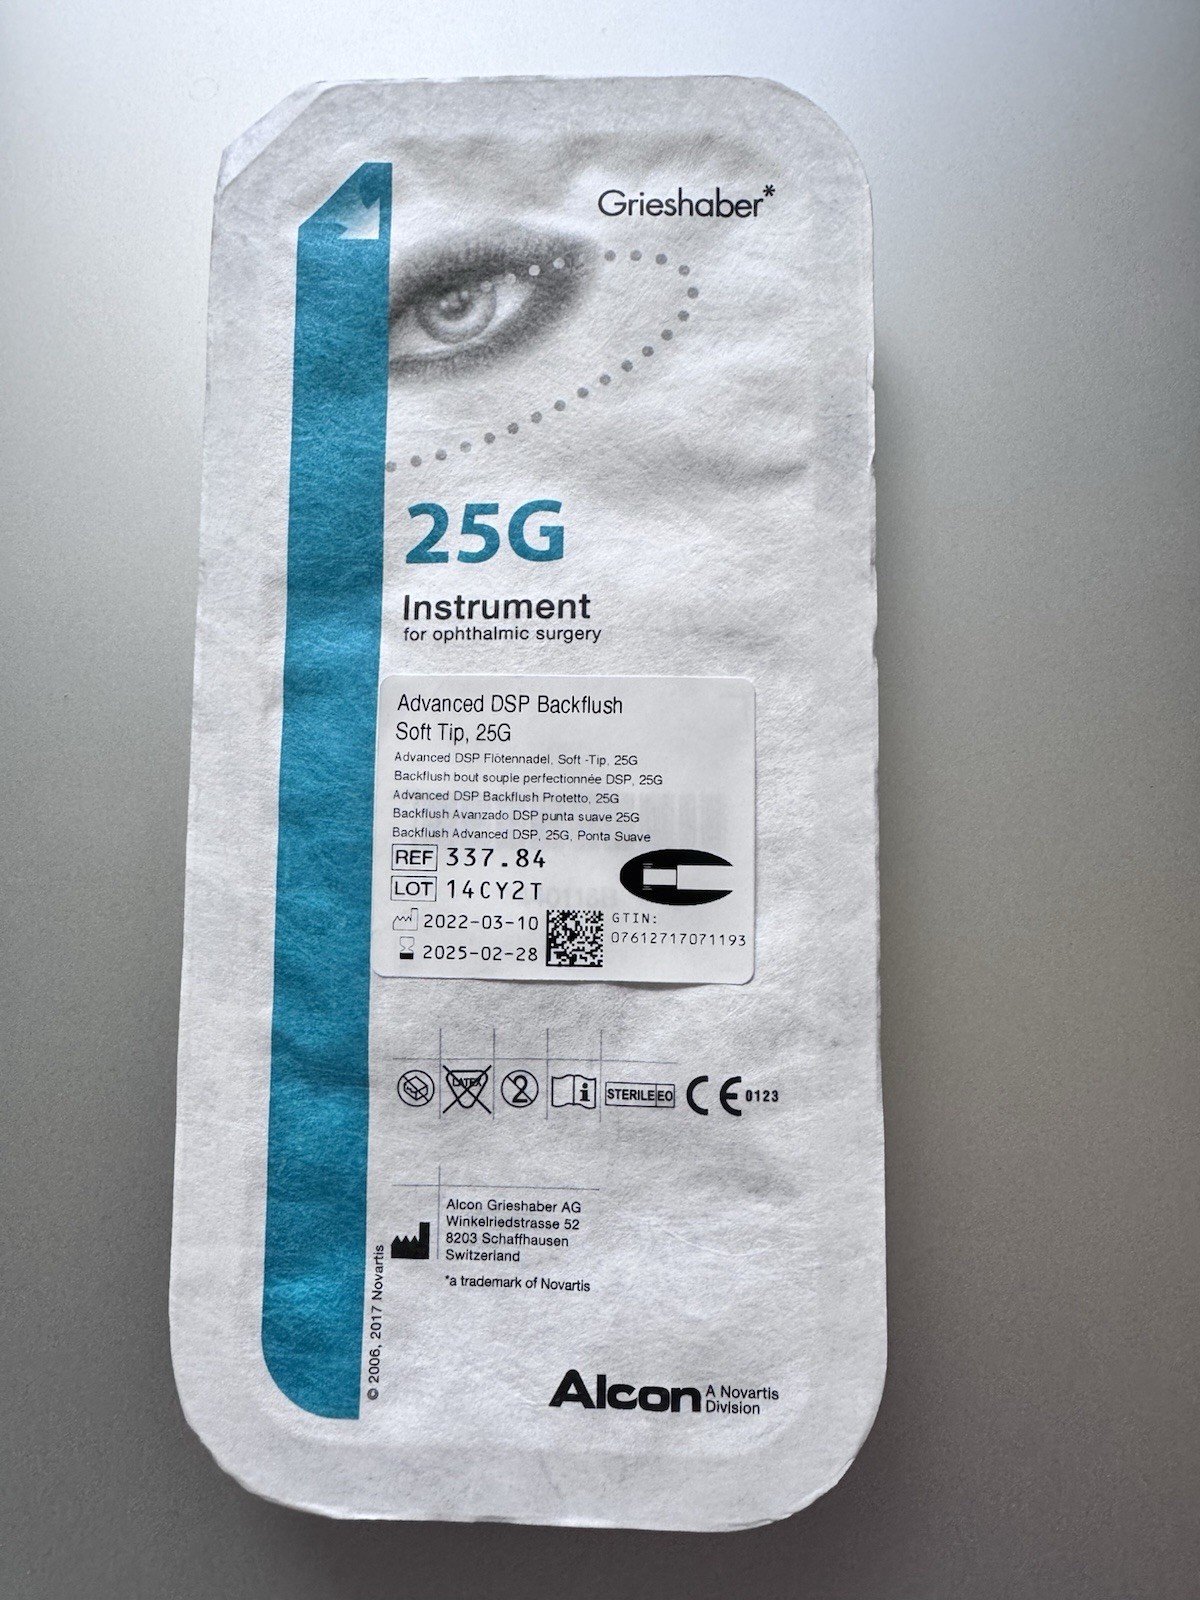 Grieshaber*
25G
Instrument
for ophthalmic surgery
Advanced DSP Backflush
Soft Tip, 25G
Advanced DSP Flötennadel, Soft -Tip, 25G
Backflush bout souple perfectionnée DSP, 25G
Advanced DSP Backflush Protetto, 25G
Backflush Avanzado DSP punta suave 25G
Backflush Advanced DSP, 25G, Ponta Suave
REF 337.84
LOT 14CY2T
2022-03-10
2025-02-28
GTIN:
07612717071193
LATEX
2
i
STERILE EO
CE 0123
Alcon Grieshaber AG
Winkelriedstrasse 52
8203 Schaffhausen
Switzerland
*a trademark of Novartis
© 2006, 2017 Novartis
Alcon A Novartis
Division